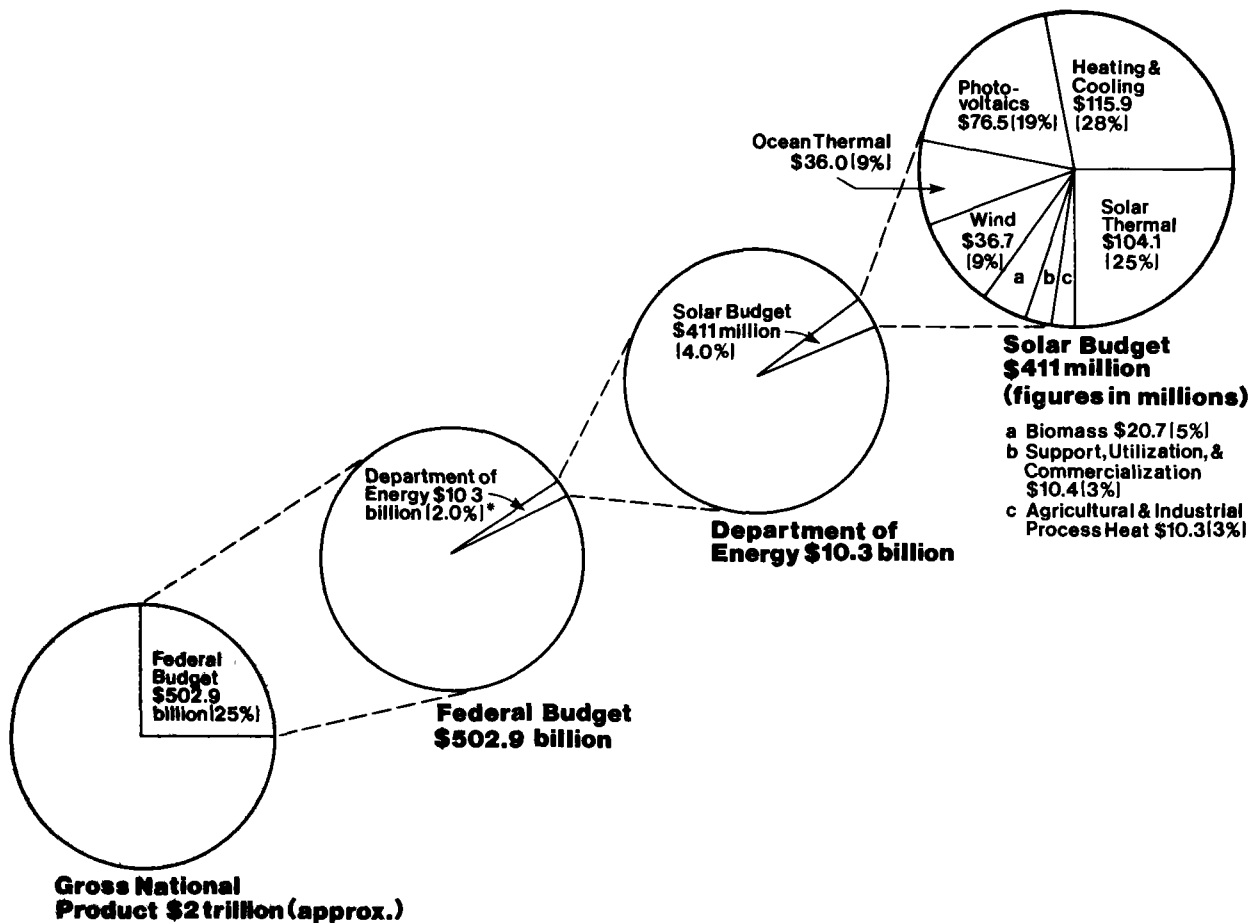 Photo-
voltaics
$76.5(19%)
Heating &
Cooling
$115.9
(28%)
Ocean Thermal
$36.0(9%)
Wind
$36.7
(9%)
a
b
c
Solar
Thermal
$104.1
(25%)
Solar Budget
$411 million
(figures in millions)
a Biomass $20.7(5%)
b Support, Utilization, &
Commercialization
$10.4(3%)
c Agricultural & Industrial
Process Heat $10.3(3%)
Solar Budget
$411 million
(4.0%)
Department of
Energy $10.3 billion
Department of
Energy $10 3
billion (2.0%)*
Federal Budget
$502.9 billion
Federal
Budget
$502.9
billion(25%)
Gross National
Product $2 trillion (approx.)